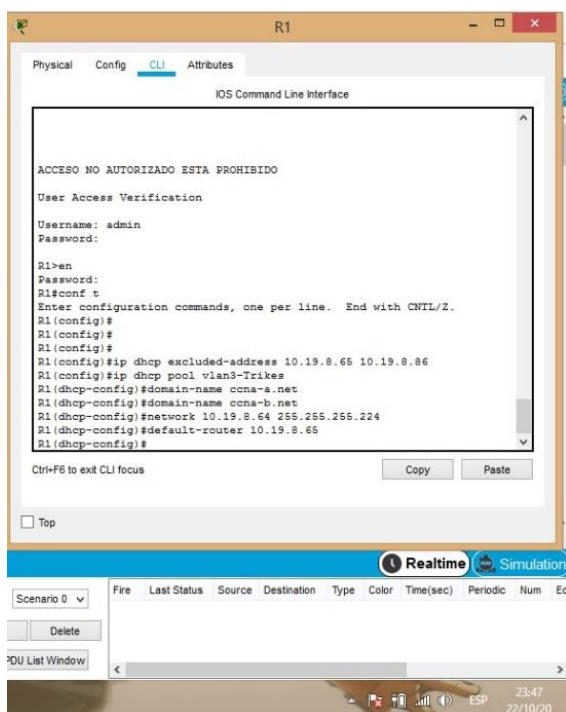 R1
Physical Config CLI Attributes
IOS Command Line Interface
ACCESO NO AUTORIZADO ESTA PROHIBIDO
User Access Verification
Username: admin
Password:
R1>en
Password:
R1#conf t
Enter configuration commands, one per line. End with CNTL/Z.
R1(config)#
R1(config)#
R1(config)#
R1(config)#ip dhcp excluded-address 10.19.8.65 10.19.8.86
R1(config)#ip dhcp pool vlan3-Trikes
R1(dhcp-config)#domain-name ccna-a.net
R1(dhcp-config)#domain-name ccna-b.net
R1(dhcp-config)#network 10.19.8.64 255.255.255.224
R1(dhcp-config)#default-router 10.19.8.65
R1(dhcp-config)#
Ctrl+F6 to exit CLI focus
Copy Paste
Top
Realtime Simulation
Scenario 0
Fire Last Status Source Destination Type Color Time(sec) Periodic Num Ed
Delete
PDU List Window
ESP
23:47
22/10/20